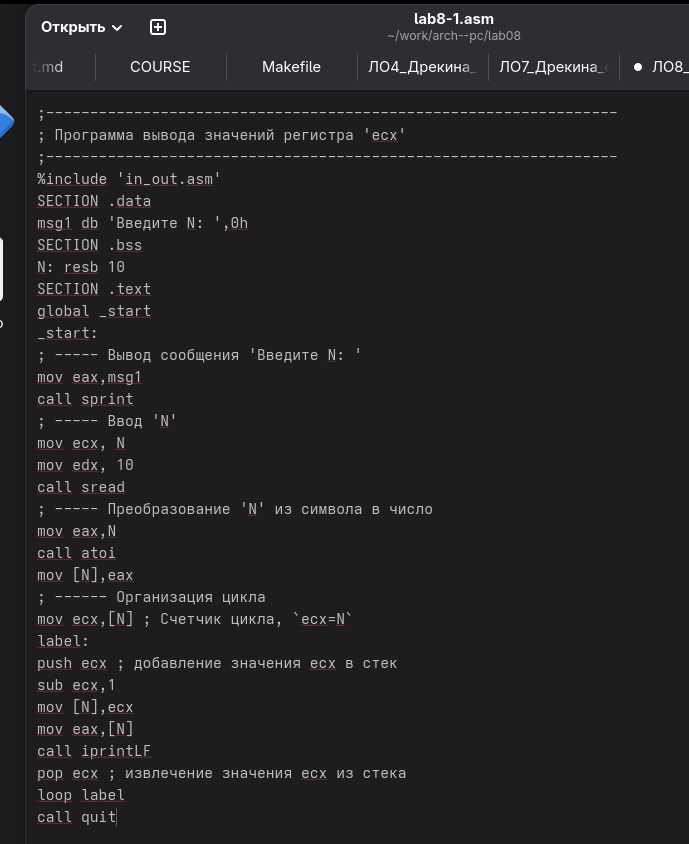 Открыть
lab8-1.asm
~/work/arch--pc/lab08
t.md
COURSE
Makefile
ЛО4_Дрекина_
ЛО7_Дрекина_
ЛО8_
;-----------------------------------------------------------------
; Программа вывода значений регистра 'ecx'
;-----------------------------------------------------------------
%include 'in_out.asm'
SECTION .data
msg1 db 'Введите N: ',0h
SECTION .bss
N: resb 10
SECTION .text
global _start
_start:
; ----- Вывод сообщения 'Введите N: '
mov eax,msg1
call sprint
; ----- Ввод 'N'
mov ecx, N
mov edx, 10
call sread
; ----- Преобразование 'N' из символа в число
mov eax,N
call atoi
mov [N],eax
; ------ Организация цикла
mov ecx,[N] ; Счетчик цикла, `ecx=N`
label:
push ecx ; добавление значения ecx в стек
sub ecx,1
mov [N],ecx
mov eax,[N]
call iprintLF
pop ecx ; извлечение значения ecx из стека
loop label
call quit